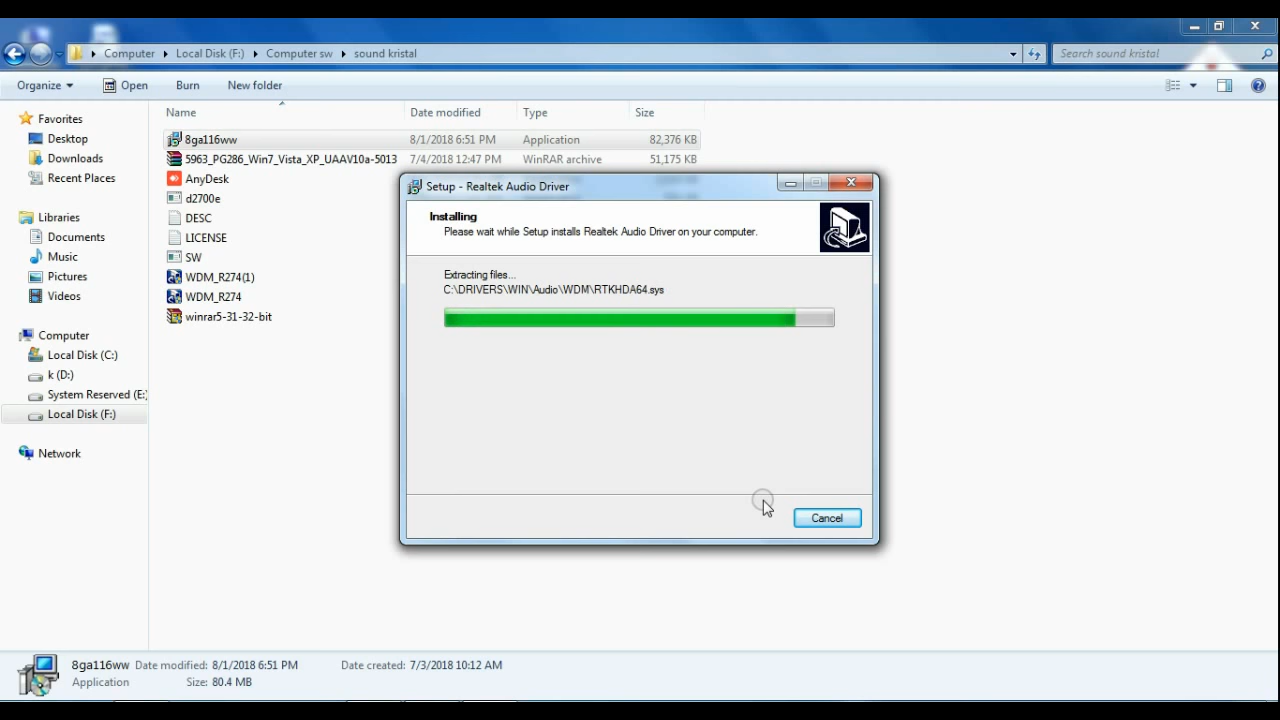 Computer Local Disk (F:) Computer sw sound kristal Search sound kristal
Organize Open Burn New folder
Favorites
Desktop
Downloads
Recent Places
Libraries
Documents
Music
Pictures
Videos
Computer
Local Disk (C:)
k (D:)
System Reserved (E:
Local Disk (F:)
Network
Name Date modified Type Size
8ga116ww 8/1/2018 6:51 PM Application 82,376 KB
5963_PG286_Win7_Vista_XP_UAAV10a-5013 7/4/2018 12:47 PM WinRAR archive 51,175 KB
AnyDesk
d2700e
DESC
LICENSE
SW
WDM_R274(1)
WDM_R274
winrar5-31-32-bit
Setup - Realtek Audio Driver
Installing
Please wait while Setup installs Realtek Audio Driver on your computer.
Extracting files...
C:\DRIVERS\WIN\Audio\WDM\RTKHDA64.sys
Cancel
8ga116ww Date modified: 8/1/2018 6:51 PM Date created: 7/3/2018 10:12 AM
Application Size: 80.4 MB